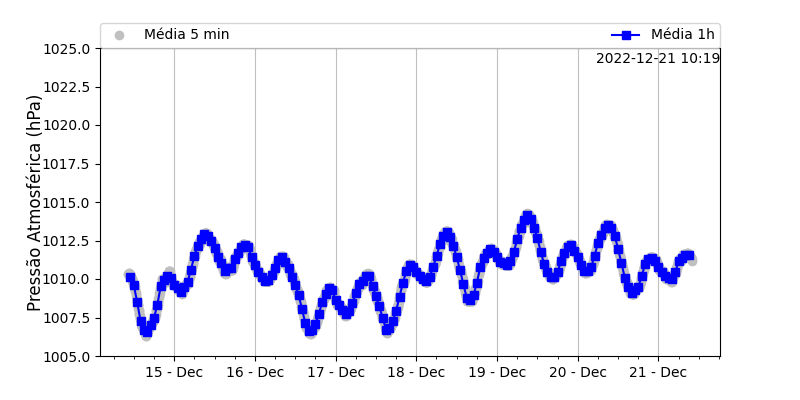 Média 5 min
Média 1h
2022-12-21 10:19
Pressão Atmosférica (hPa)
1025.0
1022.5
1020.0
1017.5
1015.0
1012.5
1010.0
1007.5
1005.0
15 - Dec
16 - Dec
17 - Dec
18 - Dec
19 - Dec
20 - Dec
21 - Dec